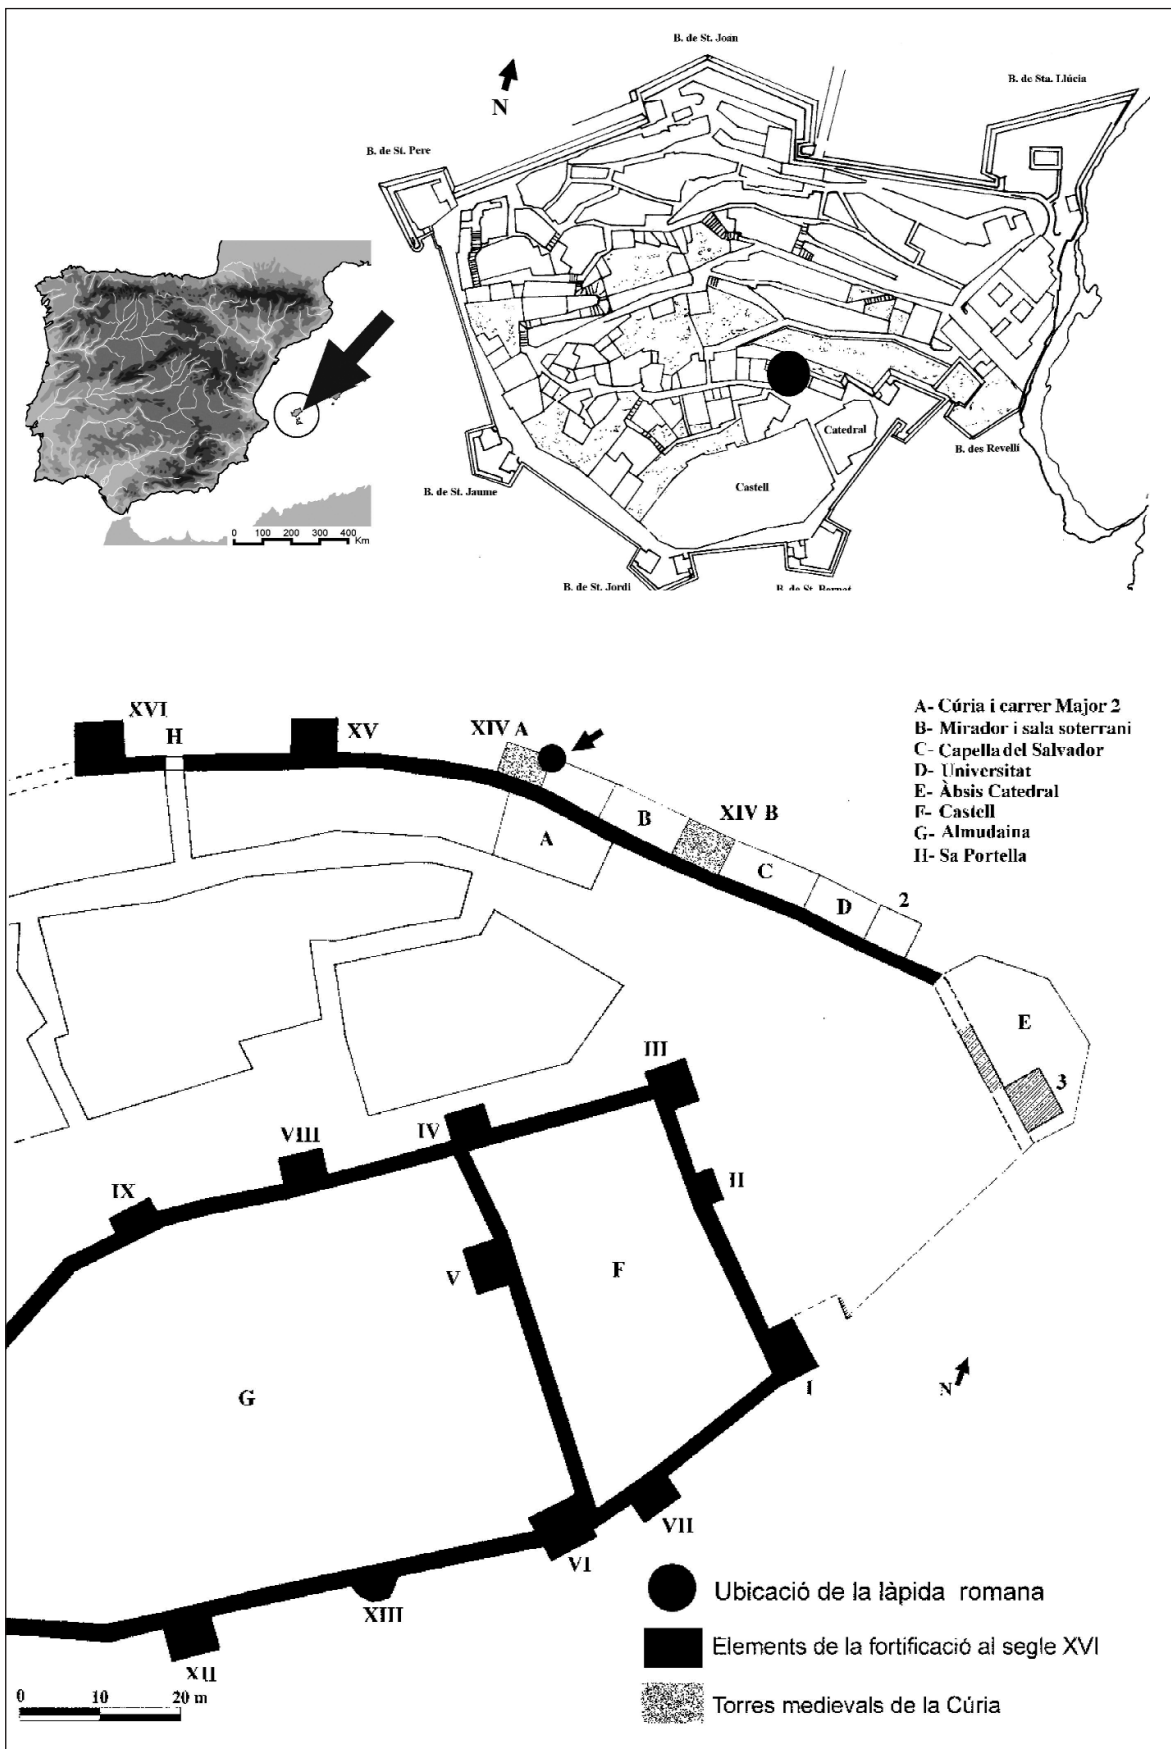 B. de St. Joan
B. de Sta. Llúcia
N
B. de St. Pere
Catedral
B. des Revellí
Castell
B. de St. Jaume
0 100 200 300 400
Km
B. de St. Jordi
B. de St. Bernat
XVI
H
XV
XIV A
A- Cúria i carrer Major 2
B- Mirador i sala soterrani
C- Capella del Salvador
D- Universitat
E- Àbsis Catedral
F- Castell
G- Almudaina
H- Sa Portella
A
B
XIV B
C
D
2
E
3
III
IV
VIII
IX
II
V
F
G
N
I
VII
VI
XIII
XII
0 10 20 m
Ubicació de la làpida romana
Elements de la fortificació al segle XVI
Torres medievals de la Cúria